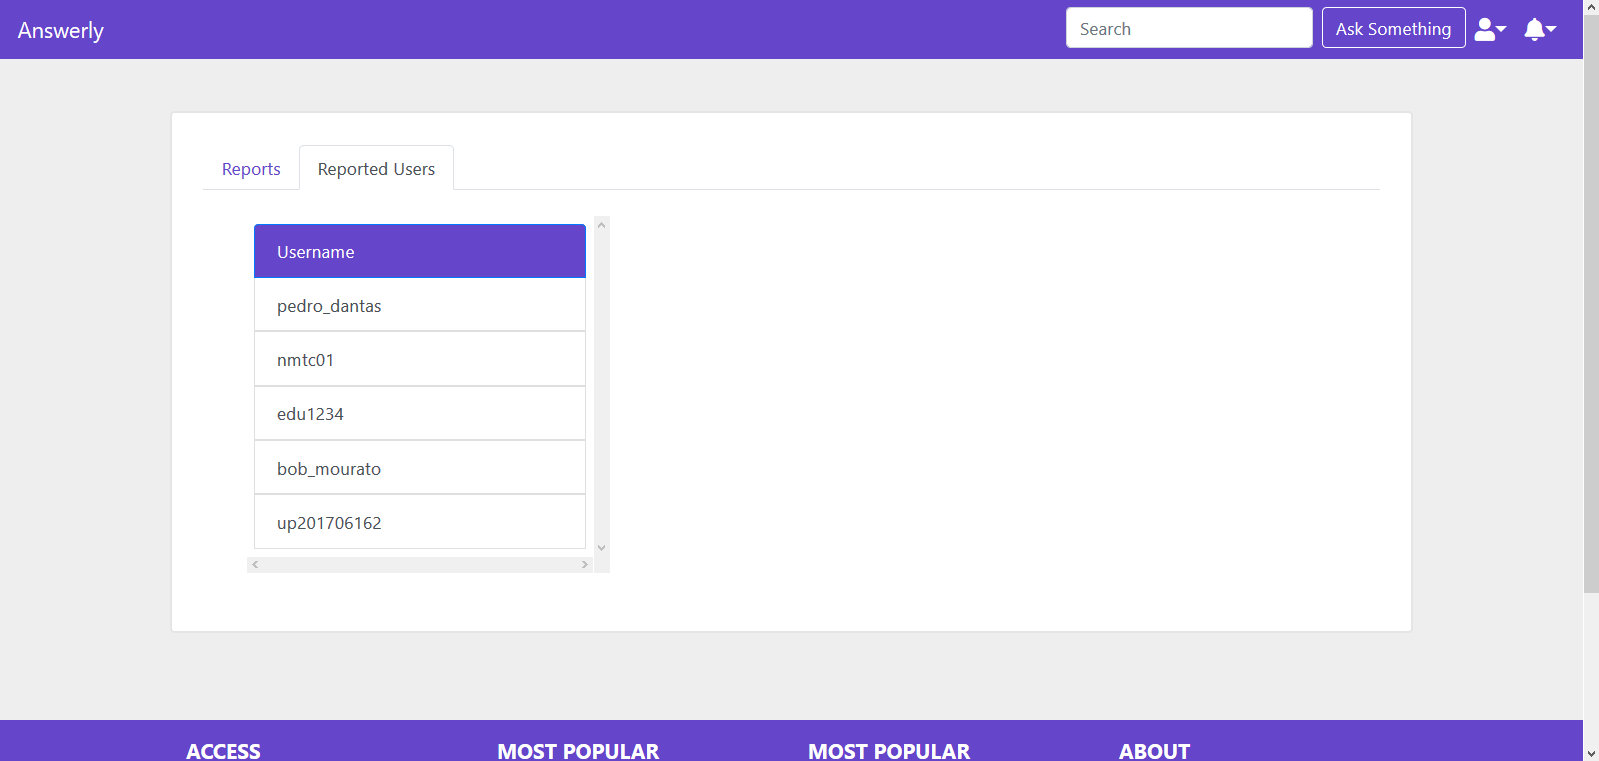 Answerly
Search
Ask Something
Reports
Reported Users
Username
pedro_dantas
nmtc01
edu1234
bob_mourato
up201706162
ACCESS
MOST POPULAR
MOST POPULAR
ABOUT